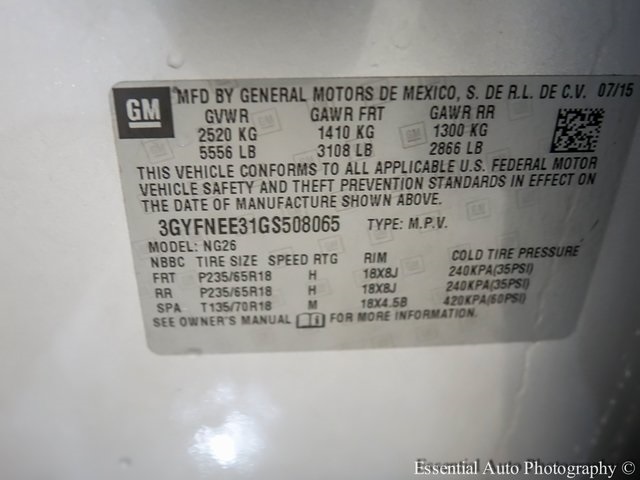 GM
MFD BY GENERAL MOTORS DE MEXICO, S. DE R.L. DE C.V. 07/15
GVWR GAWR FRT GAWR RR
2520 KG 1410 KG 1300 KG
5556 LB 3108 LB 2866 LB
THIS VEHICLE CONFORMS TO ALL APPLICABLE U.S. FEDERAL MOTOR
VEHICLE SAFETY AND THEFT PREVENTION STANDARDS IN EFFECT ON
THE DATE OF MANUFACTURE SHOWN ABOVE.
3GYFNEE31GS508065 TYPE: M.P.V.
MODEL: NG26
NBBC TIRE SIZE SPEED RTG RIM COLD TIRE PRESSURE
FRT P235/65R18 H 18X8J 240KPA(35PSI)
RR P235/65R18 H 18X8J 240KPA(35PSI)
SPA T135/70R18 M 18X4.5B 420KPA(60PSI)
SEE OWNER'S MANUAL FOR MORE INFORMATION.
Essential Auto Photography ©